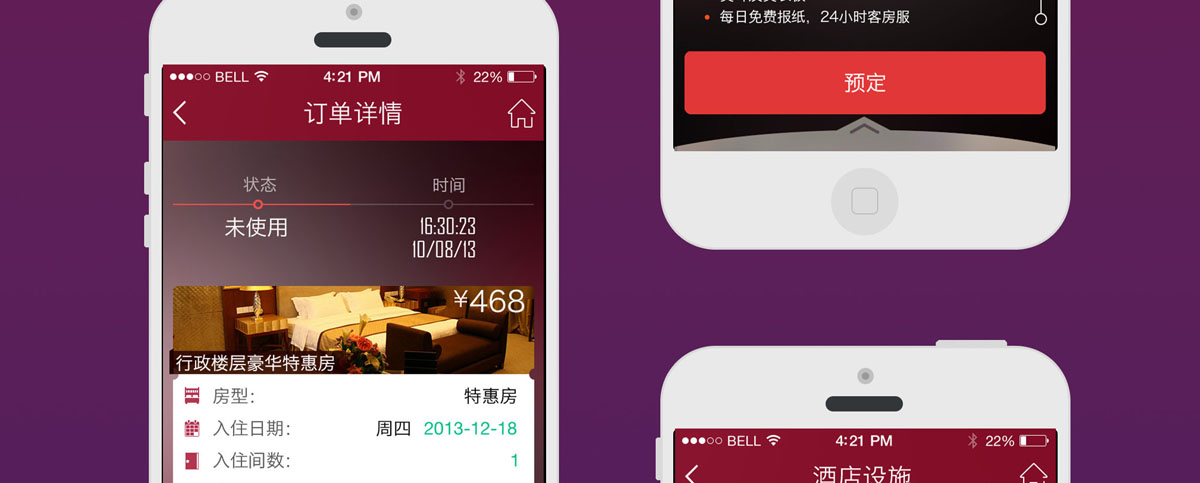 BELL 4:21 PM 22%
订单详情
状态 时间
未使用 16:30:23
10/08/13
¥468
行政楼层豪华特惠房
房型: 特惠房
入住日期: 周四 2013-12-18
入住间数: 1
每日免费报纸，24小时客房服
预定
BELL 4:21 PM 22%
酒店设施